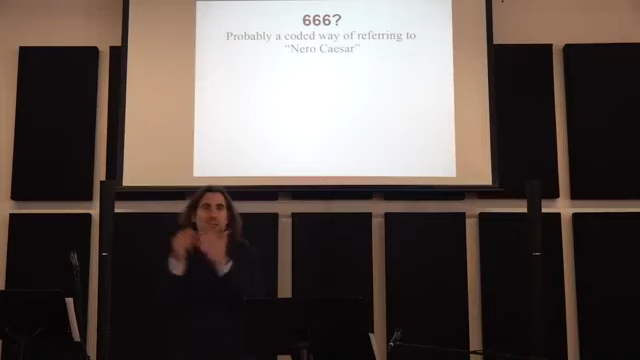 666?
Probably a coded way of referring to
“Nero Caesar”